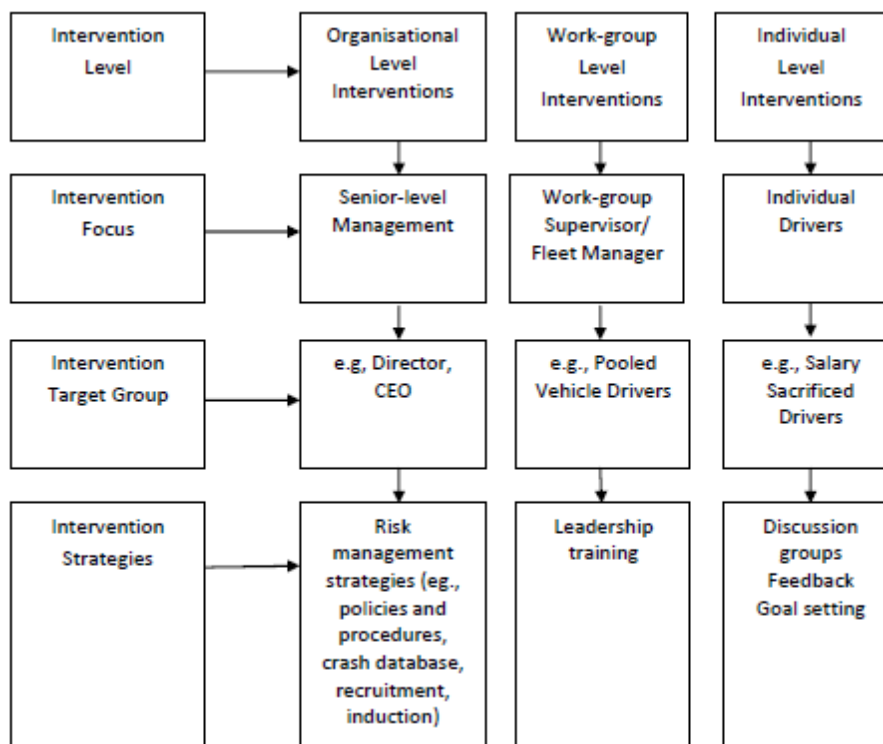 Intervention
Level
Organisational
Level
Interventions
Work-group
Level
Interventions
Individual
Level
Interventions
Intervention
Focus
Senior-level
Management
Work-group
Supervisor/
Fleet Manager
Individual
Drivers
Intervention
Target Group
e.g, Director,
CEO
e.g., Pooled
Vehicle Drivers
e.g., Salary
Sacrificed
Drivers
Intervention
Strategies
Risk
management
strategies (eg.,
policies and
procedures,
crash database,
recruitment,
induction)
Leadership
training
Discussion
groups
Feedback
Goal setting